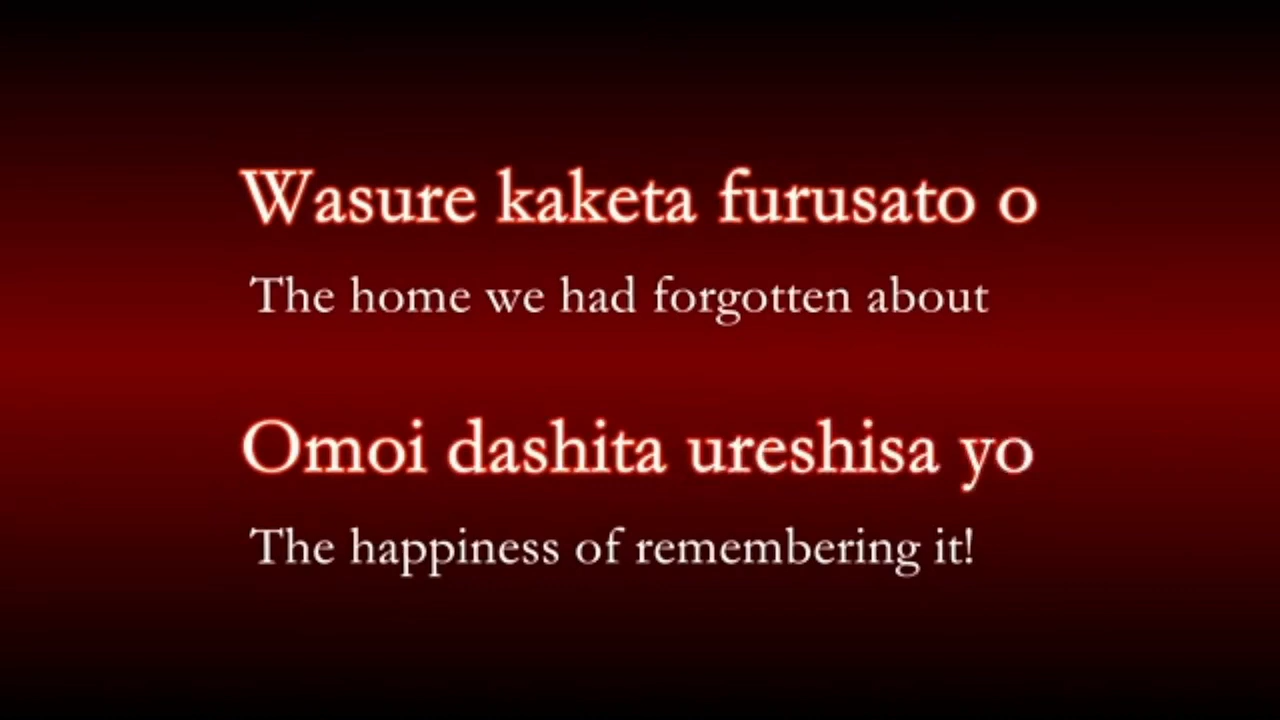 Wasure kaketa furusato o
The home we had forgotten about
Omoi dashita ureshisa yo
The happiness of remembering it!